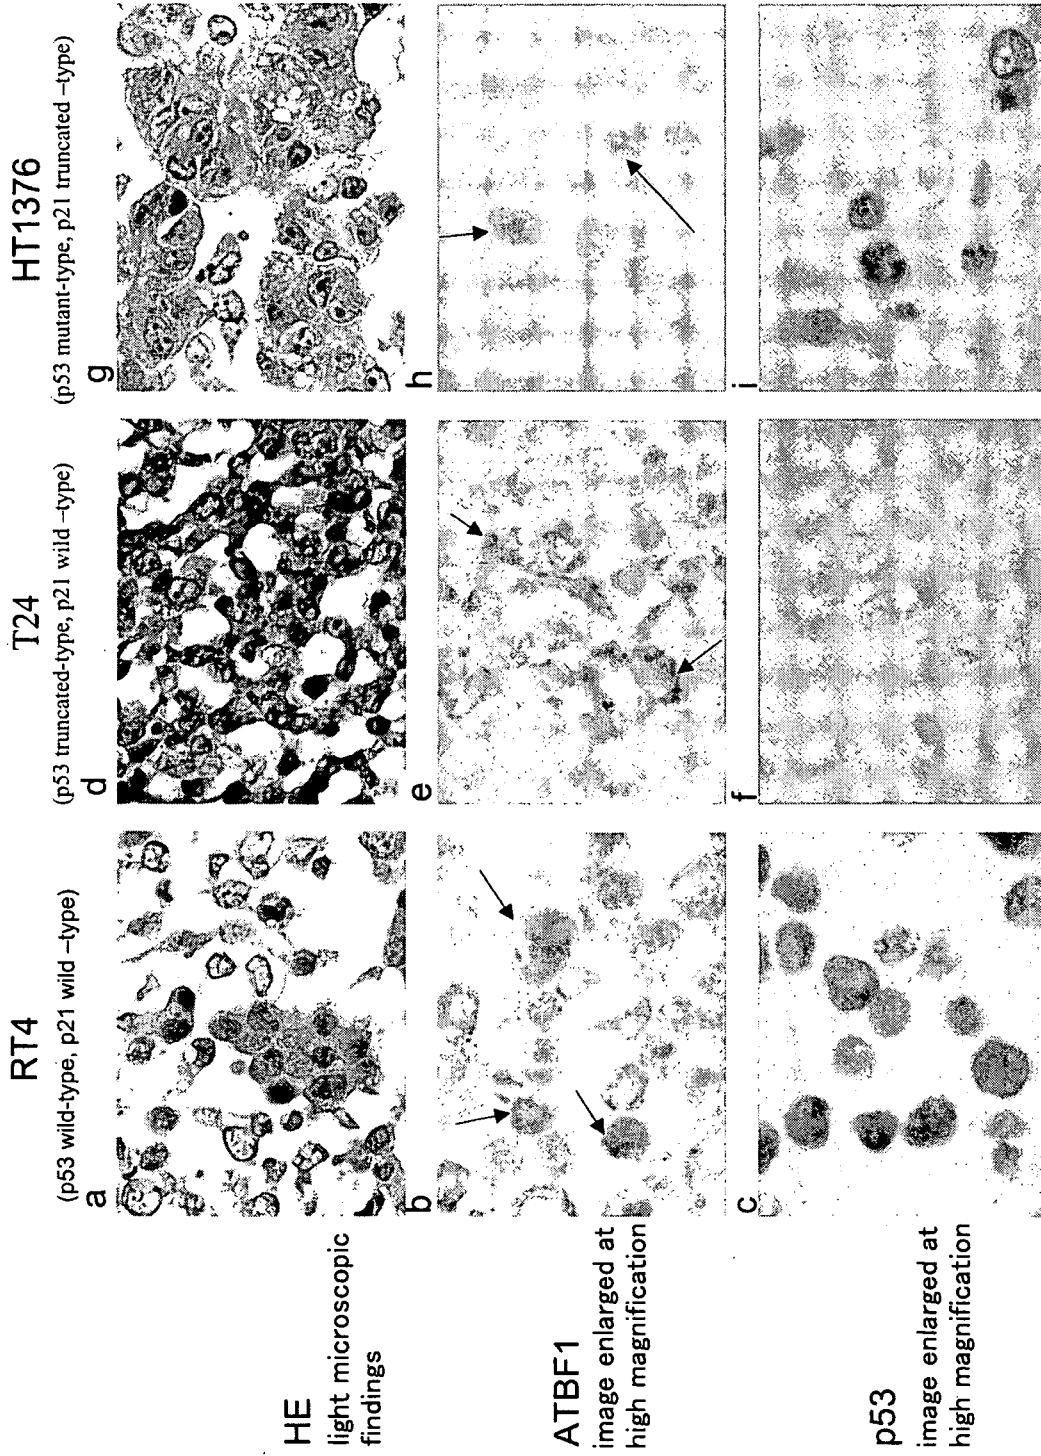 RT4
(p53 wild-type, p21 wild –type)
T24
(p53 truncated-type, p21 wild –type)
HT1376
(p53 mutant-type, p21 truncated –type)
a
d
g
HE
light microscopic
findings
b
e
h
ATBF1
image enlarged at
high magnification
c
f
i
p53
image enlarged at
high magnification